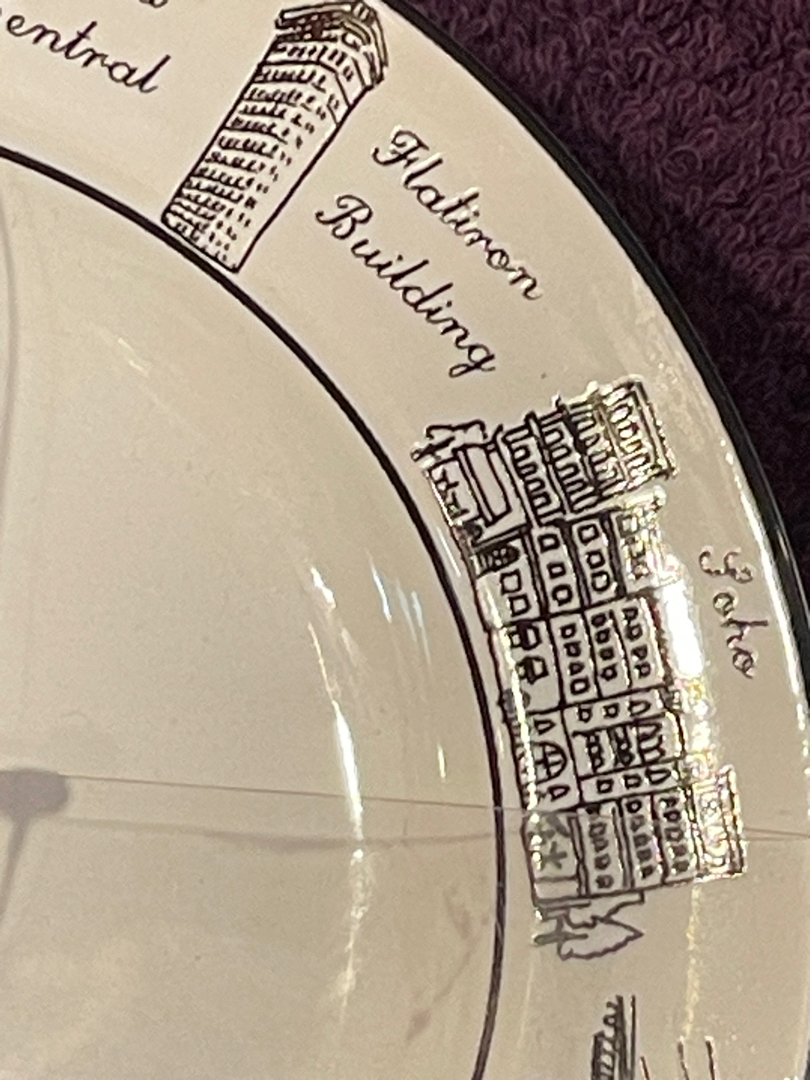 entral
Flatiron
Building
Soho